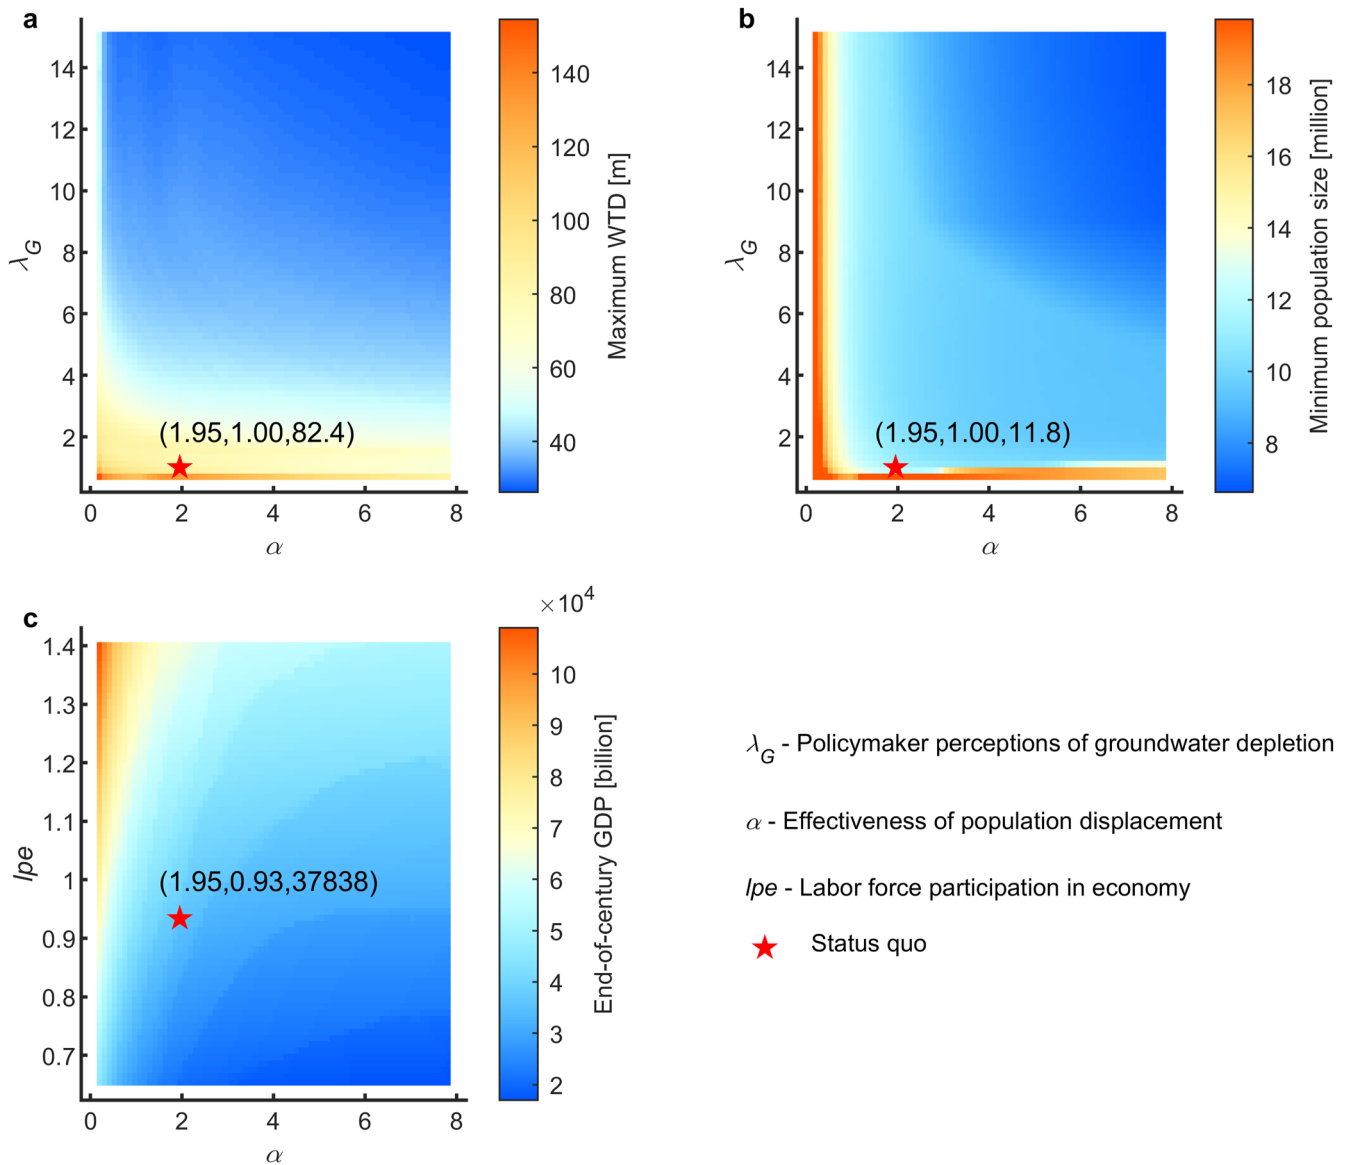 a
14
12
10
8
6
4
2
0 2 4 6 8
λG
α
(1.95,1.00,82.4)
140
120
100
80
60
40
Maximum WTD [m]
b
14
12
10
8
6
4
2
0 2 4 6 8
λG
α
(1.95,1.00,11.8)
18
16
14
12
10
8
Minimum population size [million]
c
1.4
1.3
1.2
1.1
1
0.9
0.8
0.7
0 2 4 6 8
lpe
α
(1.95,0.93,37838)
×10⁴
10
9
8
7
6
5
4
3
2
End-of-century GDP [billion]
λG - Policymaker perceptions of groundwater depletion
α - Effectiveness of population displacement
lpe - Labor force participation in economy
Status quo